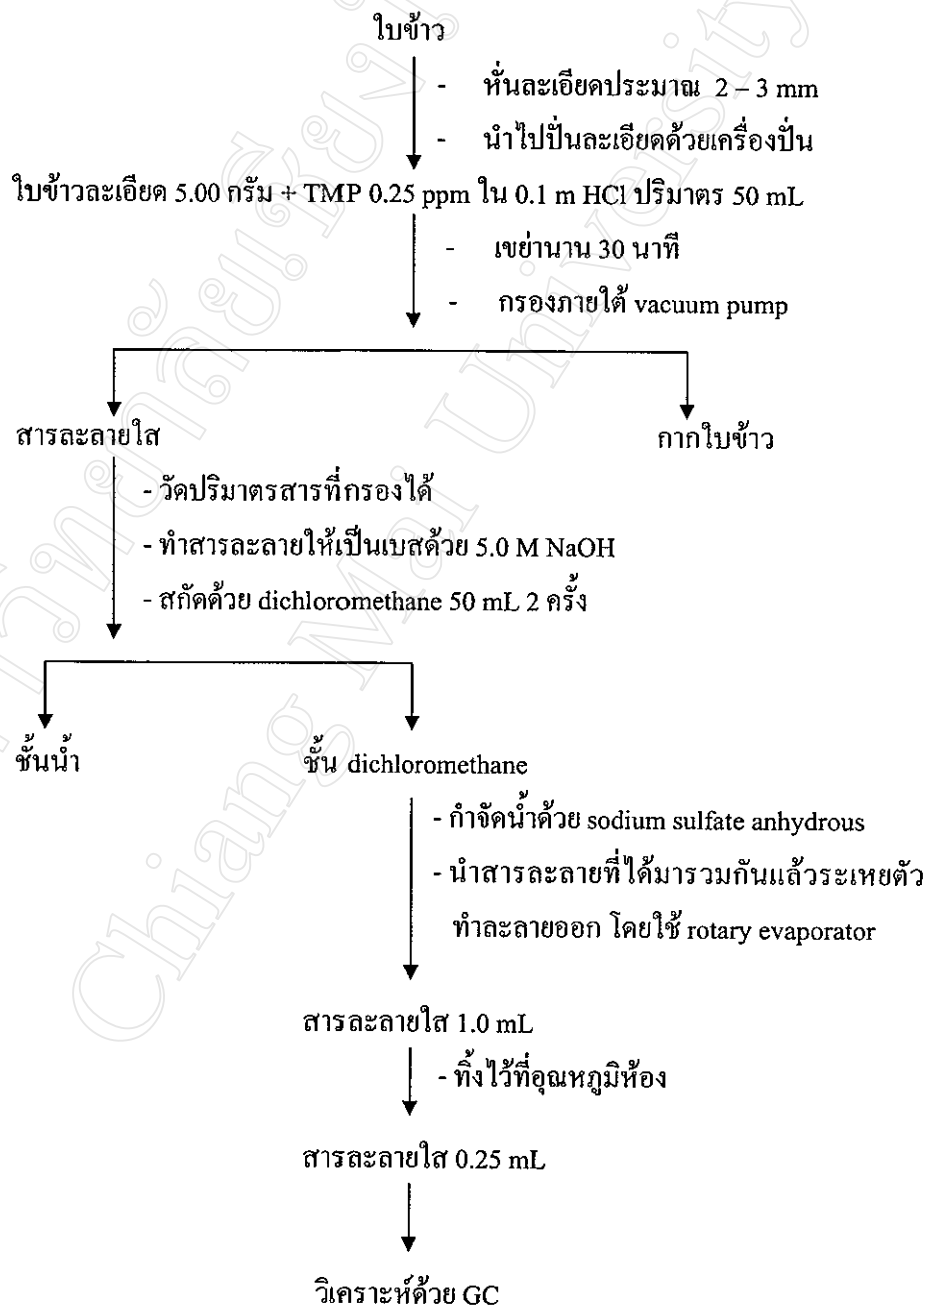 ใบข้าว
- หั่นละเอียดประมาณ 2 – 3 mm
- นำไปปั่นละเอียดด้วยเครื่องปั่น
ใบข้าวละเอียด 5.00 กรัม + TMP 0.25 ppm ใน 0.1 m HCl ปริมาตร 50 mL
- เขย่านาน 30 นาที
- กรองภายใต้ vacuum pump
สารละลายใส
กากใบข้าว
- วัดปริมาตรสารที่กรองได้
- ทำสารละลายให้เป็นเบสด้วย 5.0 M NaOH
- สกัดด้วย dichloromethane 50 mL 2 ครั้ง
ชั้นน้ำ
ชั้น dichloromethane
- กำจัดน้ำด้วย sodium sulfate anhydrous
- นำสารละลายที่ได้มารวมกันแล้วระเหยตัว
ทำละลายออก โดยใช้ rotary evaporator
สารละลายใส 1.0 mL
- ทิ้งไว้ที่อุณหภูมิห้อง
สารละลายใส 0.25 mL
วิเคราะห์ด้วย GC
Chiang Mai University